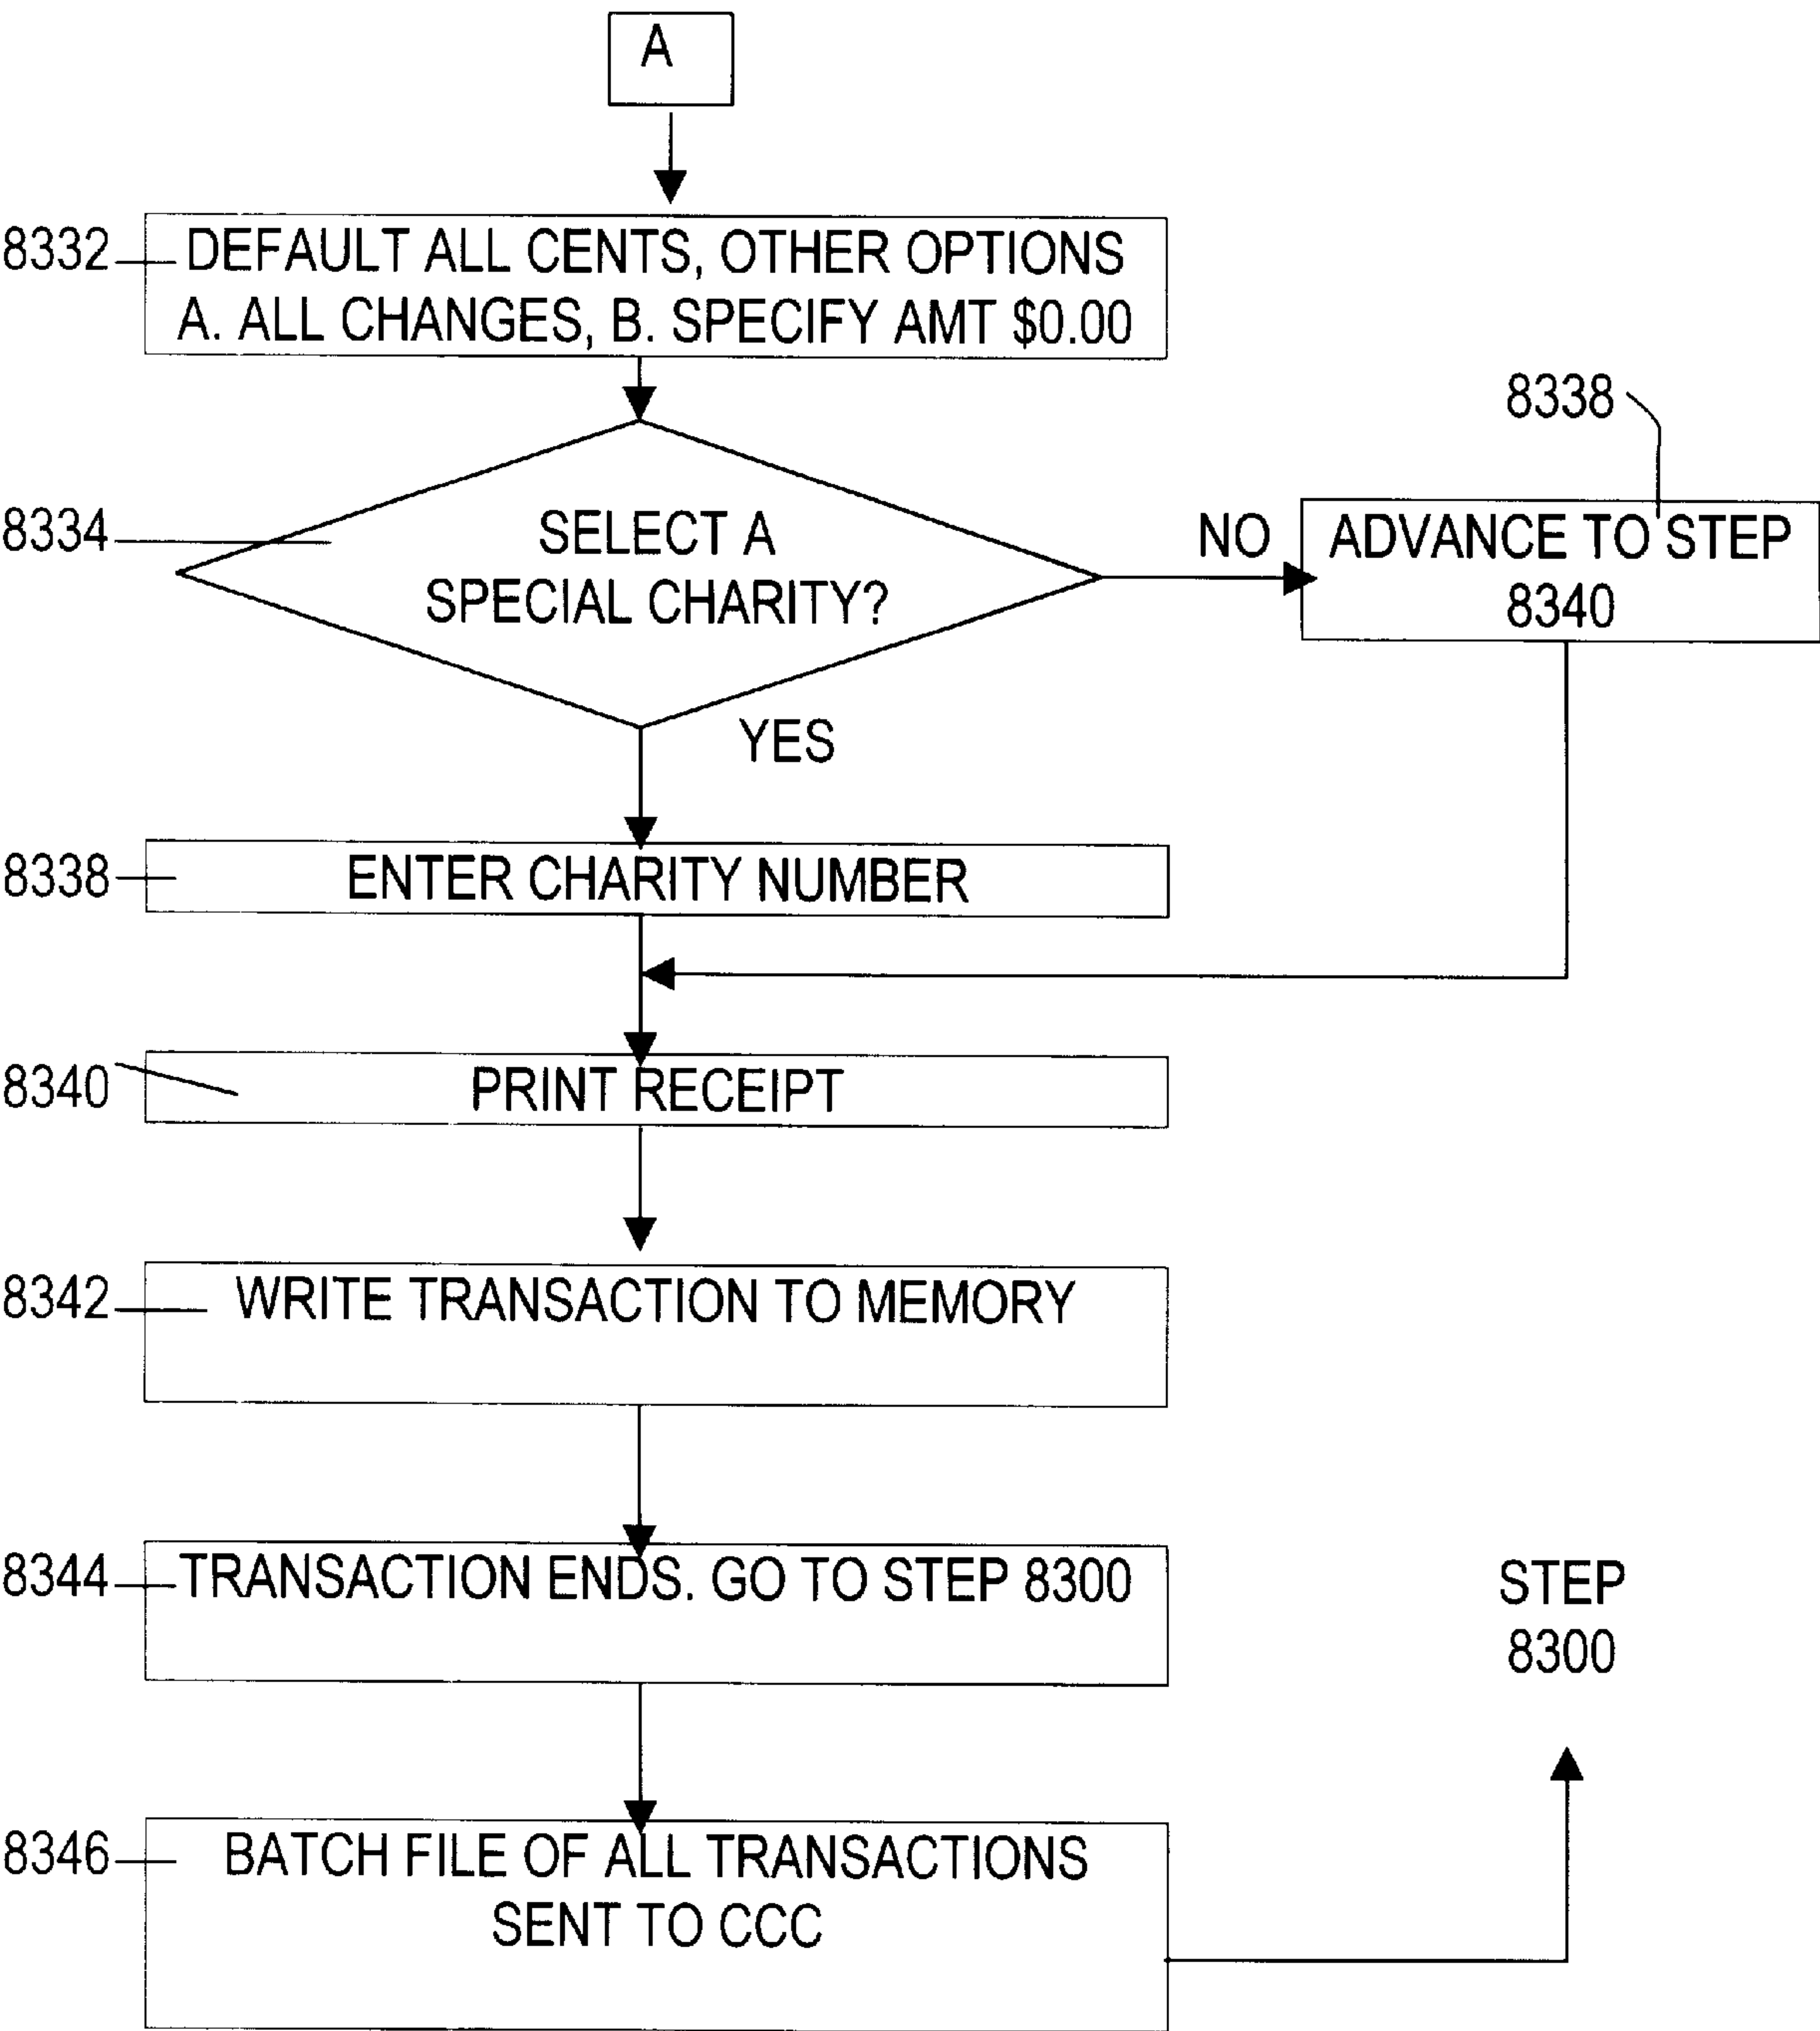 A
8332
DEFAULT ALL CENTS, OTHER OPTIONS
A. ALL CHANGES, B. SPECIFY AMT $0.00
8334
SELECT A
SPECIAL CHARITY?
NO
8338
ADVANCE TO STEP
8340
YES
8338
ENTER CHARITY NUMBER
8340
PRINT RECEIPT
8342
WRITE TRANSACTION TO MEMORY
8344
TRANSACTION ENDS. GO TO STEP 8300
STEP
8300
8346
BATCH FILE OF ALL TRANSACTIONS
SENT TO CCC